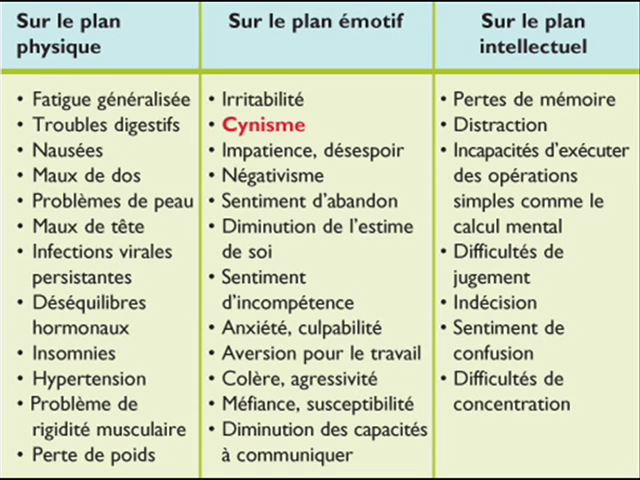 Sur le plan
physique
• Fatigue généralisée
• Troubles digestifs
• Nausées
• Maux de dos
• Problèmes de peau
• Maux de tête
• Infections virales
persistantes
• Déséquilibres
hormonaux
• Insomnies
• Hypertension
• Problème de
rigidité musculaire
• Perte de poids
Sur le plan émotif
• Irritabilité
• Cynisme
• Impatience, désespoir
• Négativisme
• Sentiment d'abandon
• Diminution de l'estime
de soi
• Sentiment
d'incompétence
• Anxiété, culpabilité
• Aversion pour le travail
• Colère, agressivité
• Méfiance, susceptibilité
• Diminution des capacités
à communiquer
Sur le plan
intellectuel
• Pertes de mémoire
• Distraction
• Incapacités d'exécuter
des opérations
simples comme le
calcul mental
• Difficultés de
jugement
• Indécision
• Sentiment de
confusion
• Difficultés de
concentration